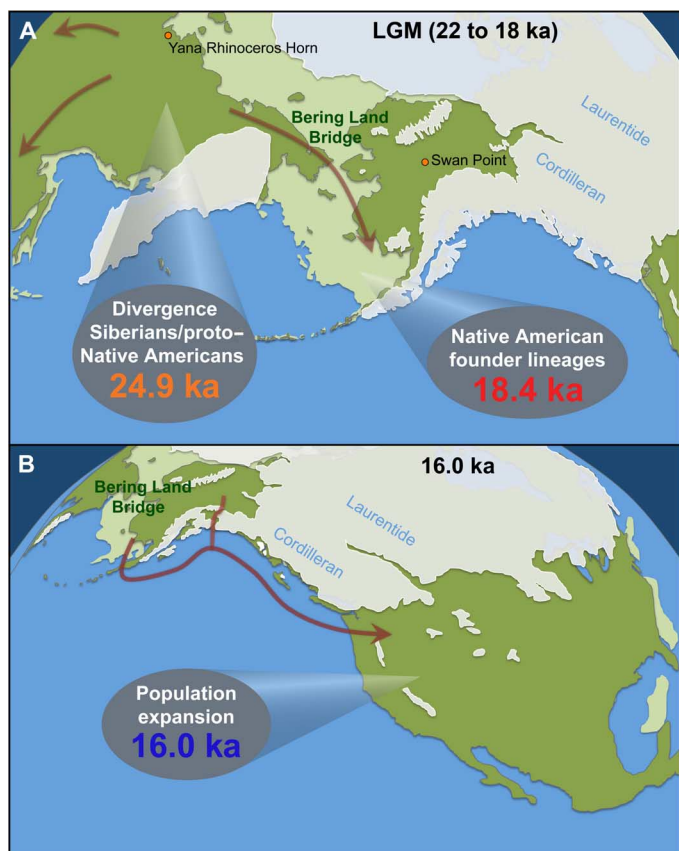 A
LGM (22 to 18 ka)
Yana Rhinoceros Horn
Bering Land
Bridge
Swan Point
Laurentide
Cordilleran
Divergence
Siberians/proto–
Native Americans
24.9 ka
Native American
founder lineages
18.4 ka
B
16.0 ka
Bering Land
Bridge
Laurentide
Cordilleran
Population
expansion
16.0 ka